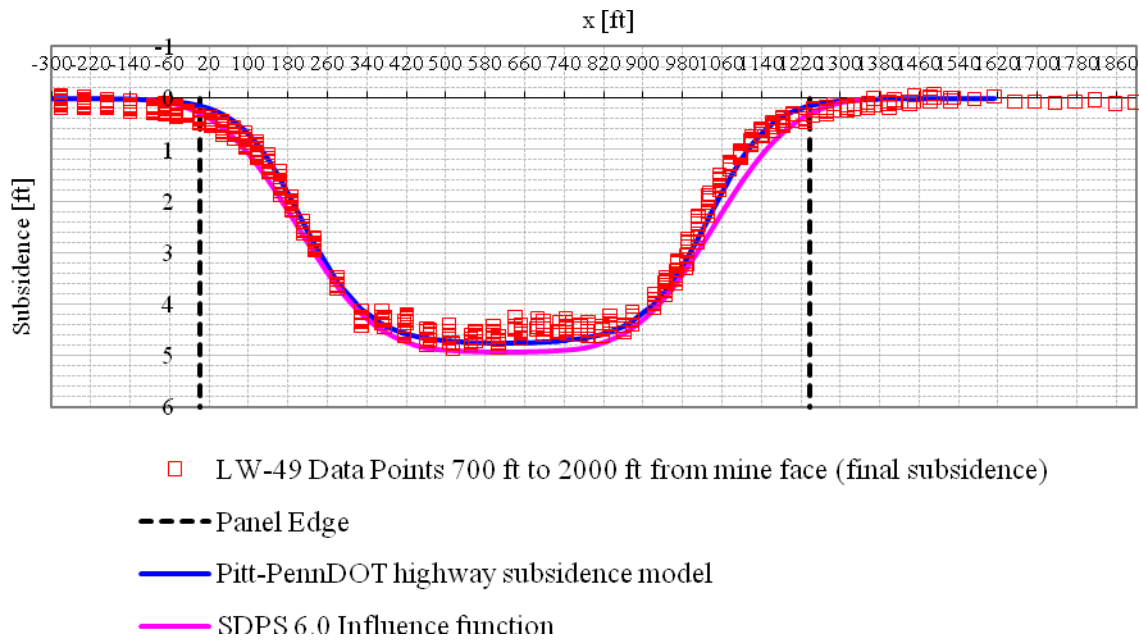 x [ft]
-1
-300 -220 -140 -60 20 100 180 260 340 420 500 580 660 740 820 900 980 1060 1140 1220 1300 1380 1460 1540 1620 1700 1780 1860
0
1
2
3
4
5
6
Subsidence [ft]
LW-49 Data Points 700 ft to 2000 ft from mine face (final subsidence)
Panel Edge
Pitt-PennDOT highway subsidence model
SDPS 6.0 Influence function